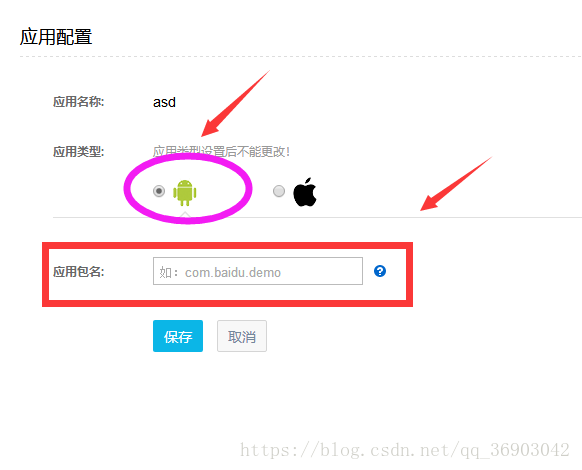 应用配置
应用名称: asd
应用类型: 应用类型设置后不能更改!
应用包名: 如：com.baidu.demo ?
保存 取消
https://blog.csdn.net/qq_36903042